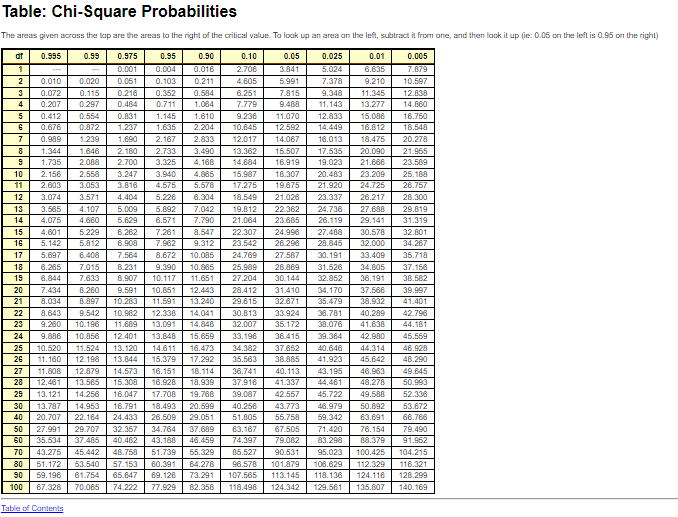 Table: Chi-Square Probabilities
The areas given across the top are the areas to the right of the critical value. To look up an area on the left, subtract it from one, and then look it up (ie: 0.05 on the left is 0.95 on the right)
df 0.995 0.99 0.975 0.95 0.90 0.10 0.05 0.025 0.01 0.005
1 --- --- 0.001 0.004 0.016 2.706 3.841 5.024 6.635 7.879
2 0.010 0.020 0.051 0.103 0.211 4.605 5.991 7.378 9.210 10.597
3 0.072 0.115 0.216 0.352 0.584 6.251 7.815 9.348 11.345 12.838
4 0.207 0.297 0.484 0.711 1.064 7.779 9.488 11.143 13.277 14.860
5 0.412 0.554 0.831 1.145 1.610 9.236 11.070 12.833 15.086 16.750
6 0.676 0.872 1.237 1.635 2.204 10.645 12.592 14.449 16.812 18.548
7 0.989 1.239 1.690 2.167 2.833 12.017 14.067 16.013 18.475 20.278
8 1.344 1.646 2.180 2.733 3.490 13.362 15.507 17.535 20.090 21.955
9 1.735 2.088 2.700 3.325 4.168 14.684 16.919 19.023 21.666 23.589
10 2.156 2.558 3.247 3.940 4.865 15.987 18.307 20.483 23.209 25.188
11 2.603 3.053 3.816 4.575 5.578 17.275 19.675 21.920 24.725 26.757
12 3.074 3.571 4.404 5.226 6.304 18.549 21.026 23.337 26.217 28.300
13 3.565 4.107 5.009 5.892 7.042 19.812 22.362 24.736 27.688 29.819
14 4.075 4.660 5.629 6.571 7.790 21.064 23.685 26.119 29.141 31.319
15 4.601 5.229 6.262 7.261 8.547 22.307 24.996 27.488 30.578 32.801
16 5.142 5.812 6.908 7.962 9.312 23.542 26.296 28.845 32.000 34.267
17 5.697 6.408 7.564 8.672 10.085 24.769 27.587 30.191 33.409 35.718
18 6.265 7.015 8.231 9.390 10.865 25.989 28.869 31.526 34.805 37.156
19 6.844 7.633 8.907 10.117 11.651 27.204 30.144 32.852 36.191 38.582
20 7.434 8.260 9.591 10.851 12.443 28.412 31.410 34.170 37.566 39.997
21 8.034 8.897 10.283 11.591 13.240 29.615 32.671 35.479 38.932 41.401
22 8.643 9.542 10.982 12.338 14.041 30.813 33.924 36.781 40.289 42.796
23 9.260 10.196 11.689 13.091 14.848 32.007 35.172 38.076 41.638 44.181
24 9.886 10.856 12.401 13.848 15.659 33.196 36.415 39.364 42.980 45.559
25 10.520 11.524 13.120 14.611 16.473 34.382 37.652 40.646 44.314 46.928
26 11.160 12.198 13.844 15.379 17.292 35.563 38.885 41.923 45.642 48.290
27 11.808 12.879 14.573 16.151 18.114 36.741 40.113 43.195 46.963 49.645
28 12.461 13.565 15.308 16.928 18.939 37.916 41.337 44.461 48.278 50.993
29 13.121 14.256 16.047 17.708 19.768 39.087 42.557 45.722 49.588 52.336
30 13.787 14.953 16.791 18.493 20.599 40.256 43.773 46.979 50.892 53.672
40 20.707 22.164 24.433 26.509 29.051 51.805 55.758 59.342 63.691 66.766
50 27.991 29.707 32.357 34.764 37.689 63.167 67.505 71.420 76.154 79.490
60 35.534 37.485 40.482 43.188 46.459 74.397 79.082 83.298 88.379 91.952
70 43.275 45.442 48.758 51.739 55.329 85.527 90.531 95.023 100.425 104.215
80 51.172 53.540 57.153 60.391 64.278 96.578 101.879 106.629 112.329 116.321
90 59.196 61.754 65.647 69.126 73.291 107.565 113.145 118.136 124.116 128.299
100 67.328 70.065 74.222 77.929 82.358 118.498 124.342 129.561 135.807 140.169
Table of Contents